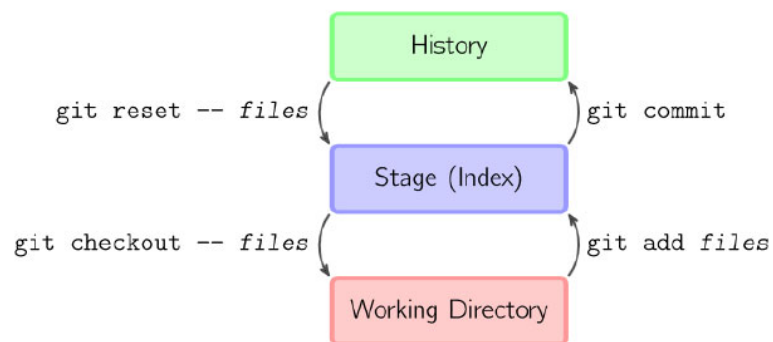 History
git reset -- files
git commit
Stage (Index)
git checkout -- files
git add files
Working Directory